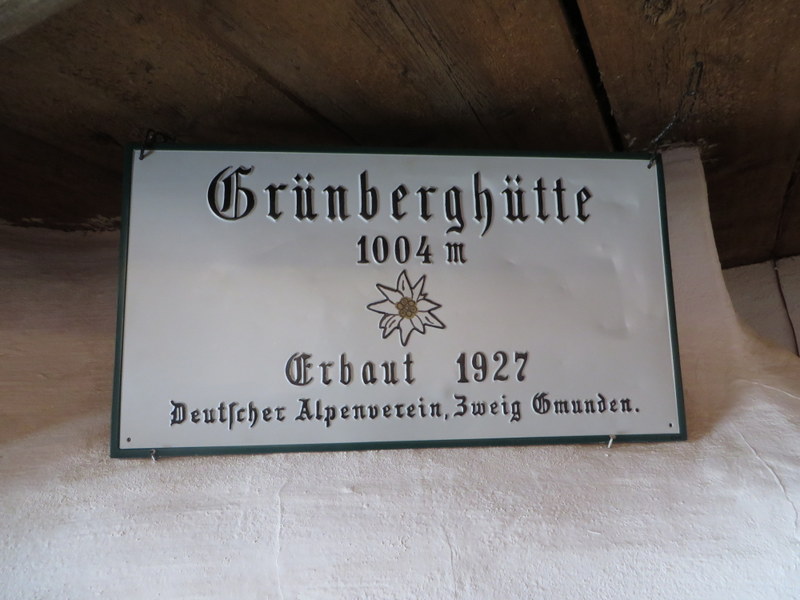 Grünberghütte
1004 m
Erbaut 1927
Deutſcher Alpenverein, Zweig Gmunden.